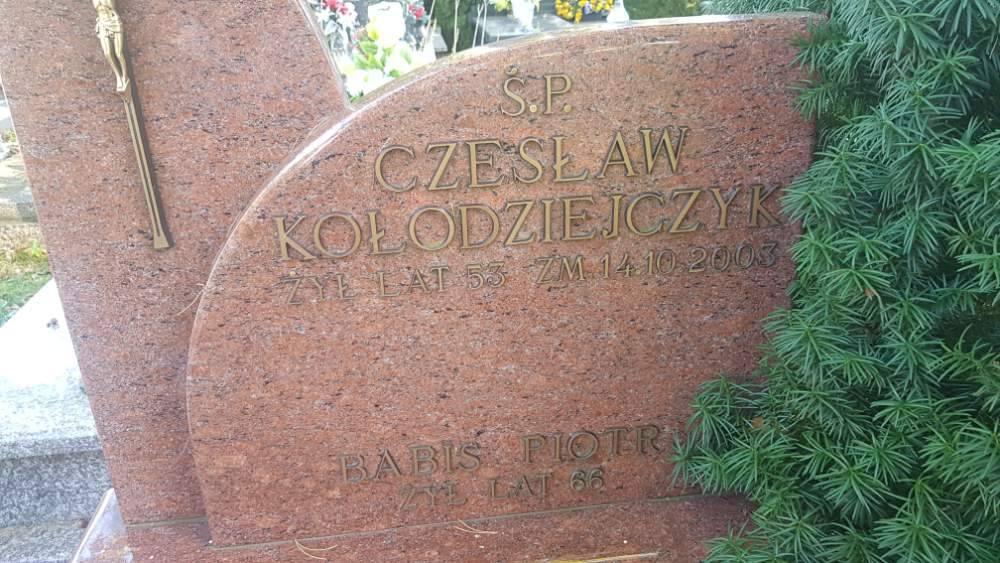 Ś.P.
CZESŁAW
KOŁODZIEJCZYK
ŻYŁ LAT 53 ZM. 14.10.2003
BABIS PIOTR
ŻYŁ LAT 66